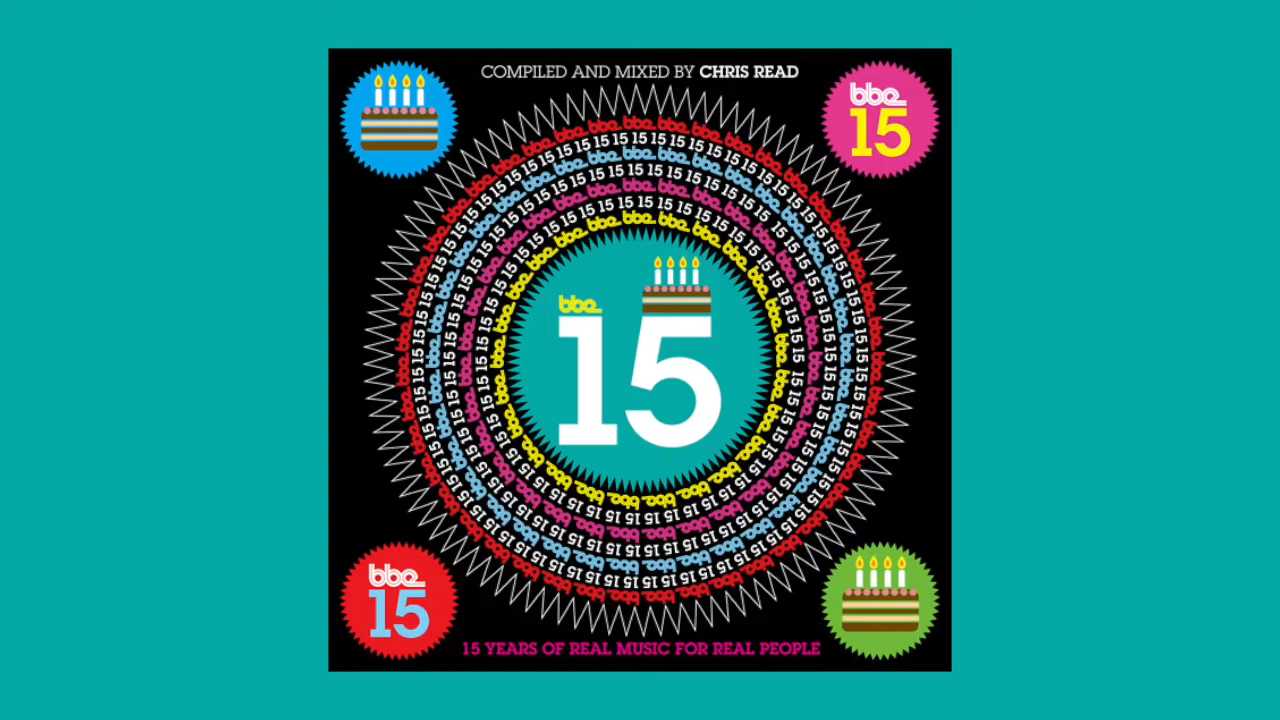 COMPILED AND MIXED BY CHRIS READ
bbe
15
bbe
15
bbe
15
15 YEARS OF REAL MUSIC FOR REAL PEOPLE